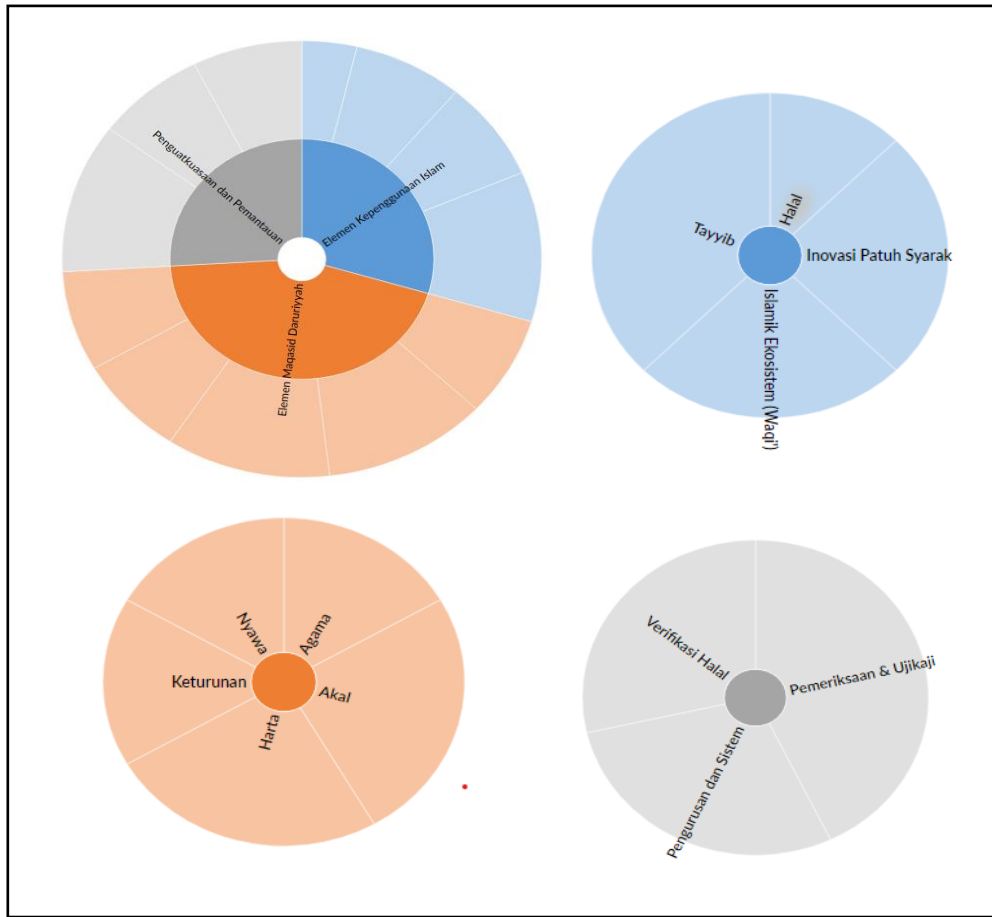 Penguatkuasaan dan Pemantauan
Elemen Kepenggunaan Islam
Elemen Maqasid Daruriyyah
Tayyib
Halal
Inovasi Patuh Syarak
Islamik Ekosistem (Waqi')
Nyawa
Agama
Keturunan
Akal
Harta
Verifikasi Halal
Pemeriksaan & Ujikaji
Pengurusan dan Sistem